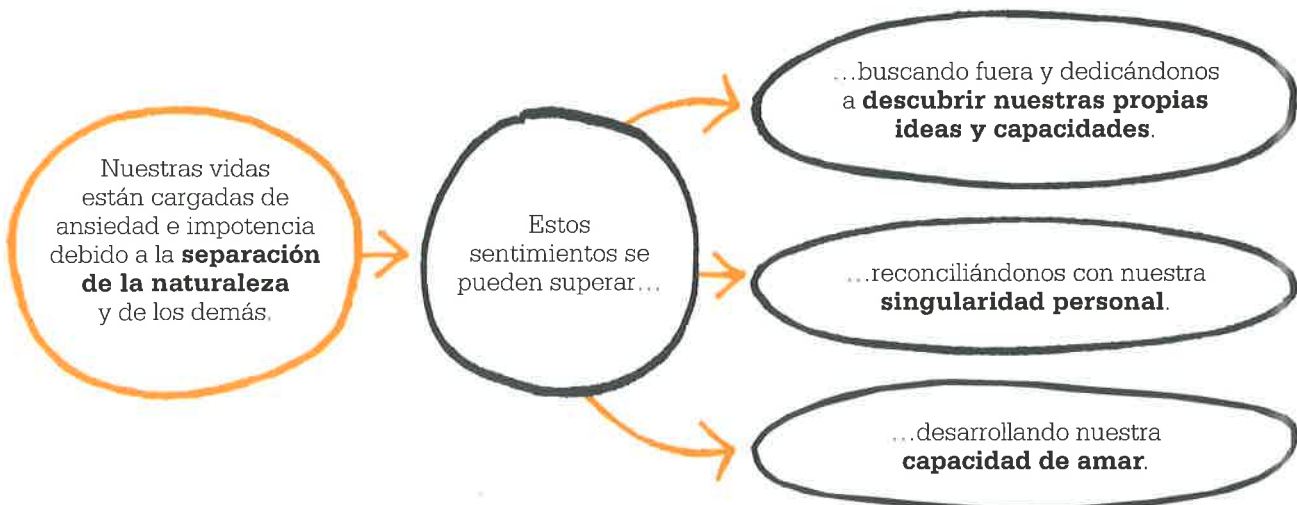 Nuestras vidas
están cargadas de
ansiedad e impotencia
debido a la separación
de la naturaleza
y de los demás.
Estos
sentimientos se
pueden superar...
...buscando fuera y dedicándonos
a descubrir nuestras propias
ideas y capacidades.
...reconciliándonos con nuestra
singularidad personal.
...desarrollando nuestra
capacidad de amar.